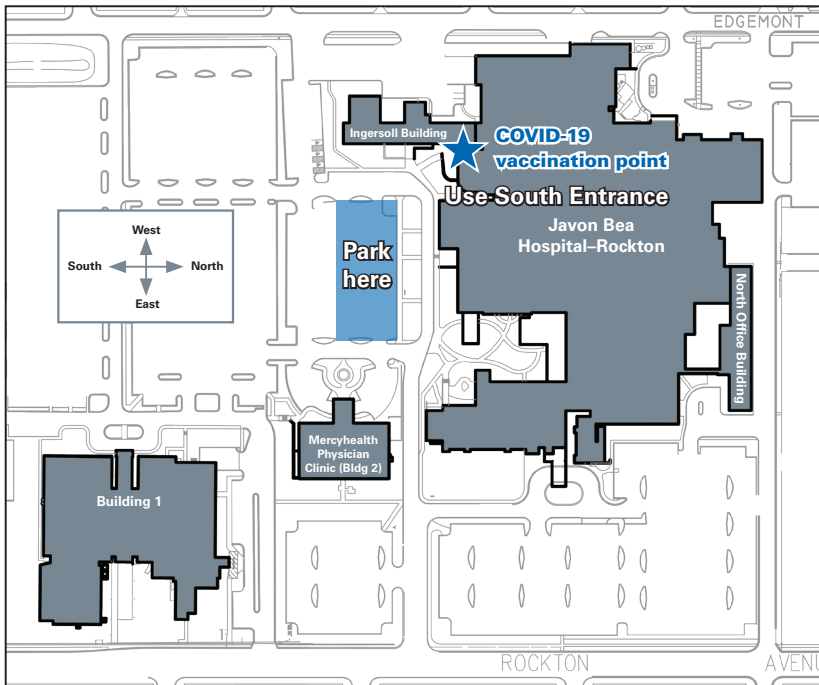 EDGEMONT
Ingersoll Building
COVID-19
vaccination point
Use South Entrance
Javon Bea
Hospital–Rockton
West
South
North
East
Park
here
North Office Building
Mercyhealth
Physician
Clinic (Bldg 2)
Building 1
ROCKTON